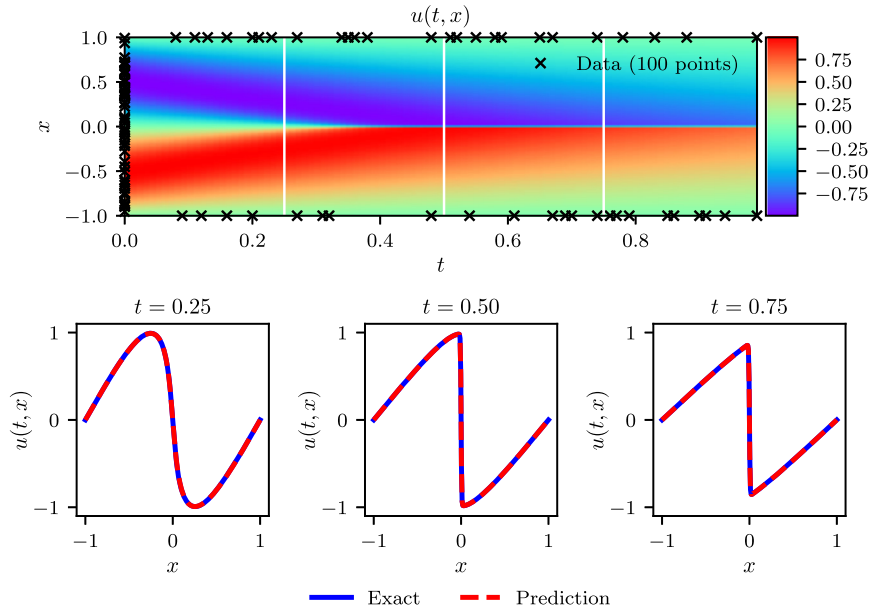 u(t, x)
1.0
0.5
0.0
−0.5
−1.0
x
Data (100 points)
0.75
0.50
0.25
0.00
−0.25
−0.50
−0.75
0.0 0.2 0.4 0.6 0.8
t
t = 0.25 t = 0.50 t = 0.75
1 1 1
0 0 0
−1 −1 −1
u(t, x) u(t, x) u(t, x)
−1 0 1 −1 0 1 −1 0 1
x x x
Exact Prediction